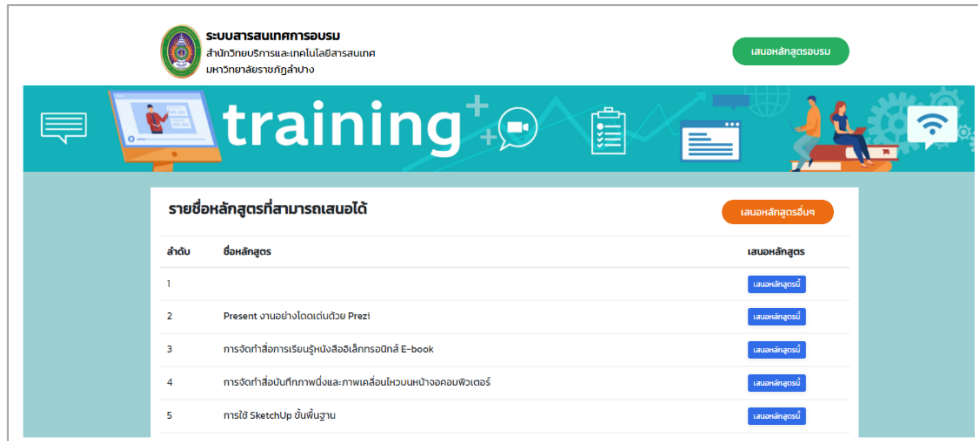 ระบบสารสนเทศการอบรม
สำนักวิทยบริการและเทคโนโลยีสารสนเทศ
มหาวิทยาลัยราชภัฏลำปาง
เสนอหลักสูตรอบรม
training
รายชื่อหลักสูตรที่สามารถเสนอได้
เสนอหลักสูตรอื่นๆ
ลำดับ ชื่อหลักสูตร เสนอหลักสูตร
1 เสนอหลักสูตรนี้
2 Present งานอย่างโดดเด่นด้วย Prezi เสนอหลักสูตรนี้
3 การจัดทำสื่อการเรียนรู้หนังสืออิเล็กทรอนิกส์ E-book เสนอหลักสูตรนี้
4 การจัดทำสื่อบันทึกภาพนิ่งและภาพเคลื่อนไหวบนหน้าจอคอมพิวเตอร์ เสนอหลักสูตรนี้
5 การใช้ SketchUp ขั้นพื้นฐาน เสนอหลักสูตรนี้